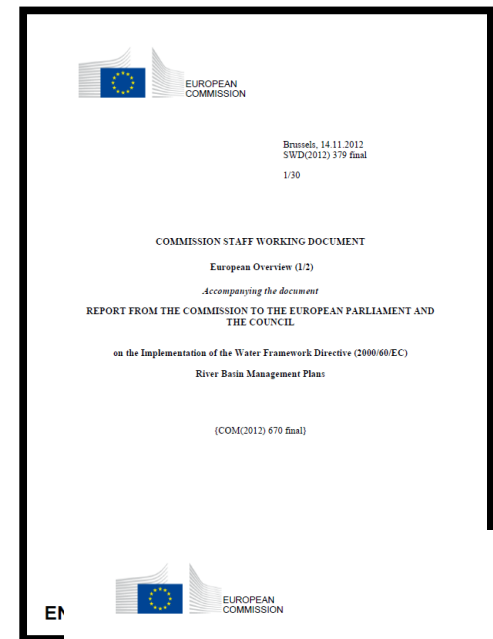 EUROPEAN
COMMISSION
Brussels, 14.11.2012
SWD(2012) 379 final
1/30
COMMISSION STAFF WORKING DOCUMENT
European Overview (1/2)
Accompanying the document
REPORT FROM THE COMMISSION TO THE EUROPEAN PARLIAMENT AND
THE COUNCIL
on the Implementation of the Water Framework Directive (2000/60/EC)
River Basin Management Plans
{COM(2012) 670 final}
EUROPEAN
COMMISSION